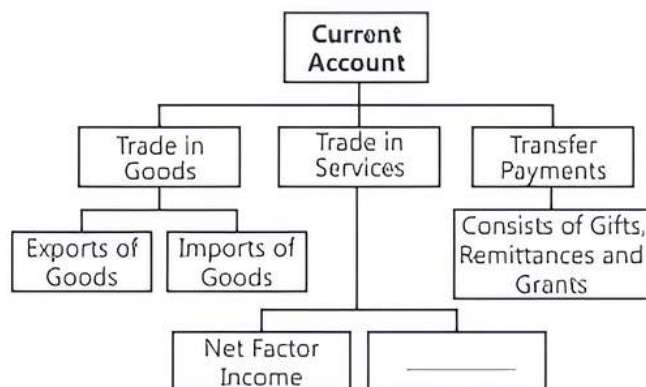 Current
Account
Trade in
Goods
Trade in
Services
Transfer
Payments
Exports of
Goods
Imports of
Goods
Consists of Gifts,
Remittances and
Grants
Net Factor
Income